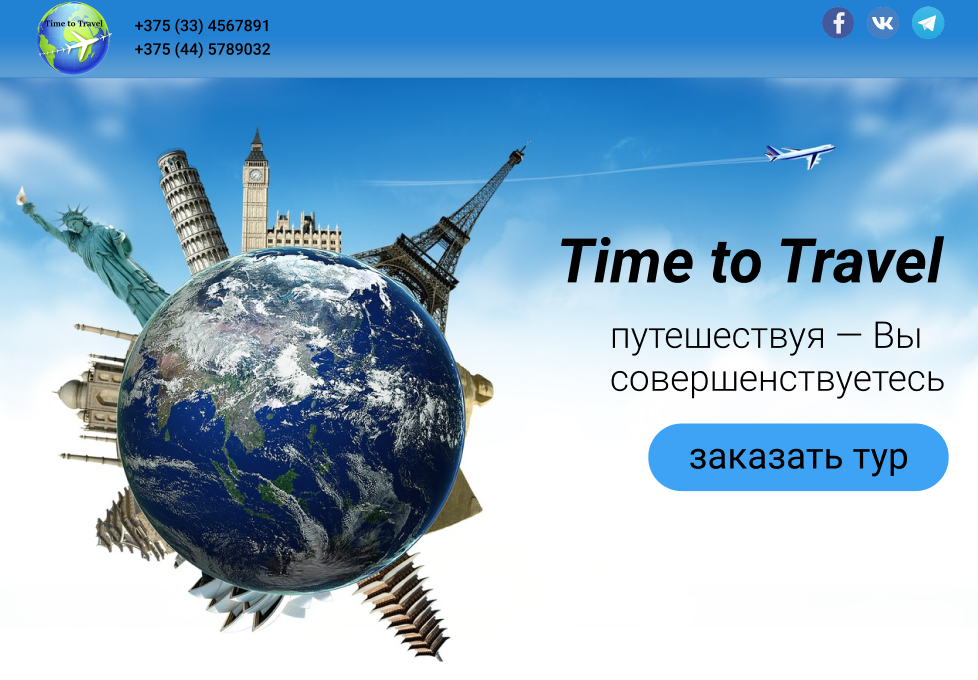 Time to Travel
+375 (33) 4567891
+375 (44) 5789032
Time to Travel
путешествуя — Вы
совершенствуетесь
заказать тур